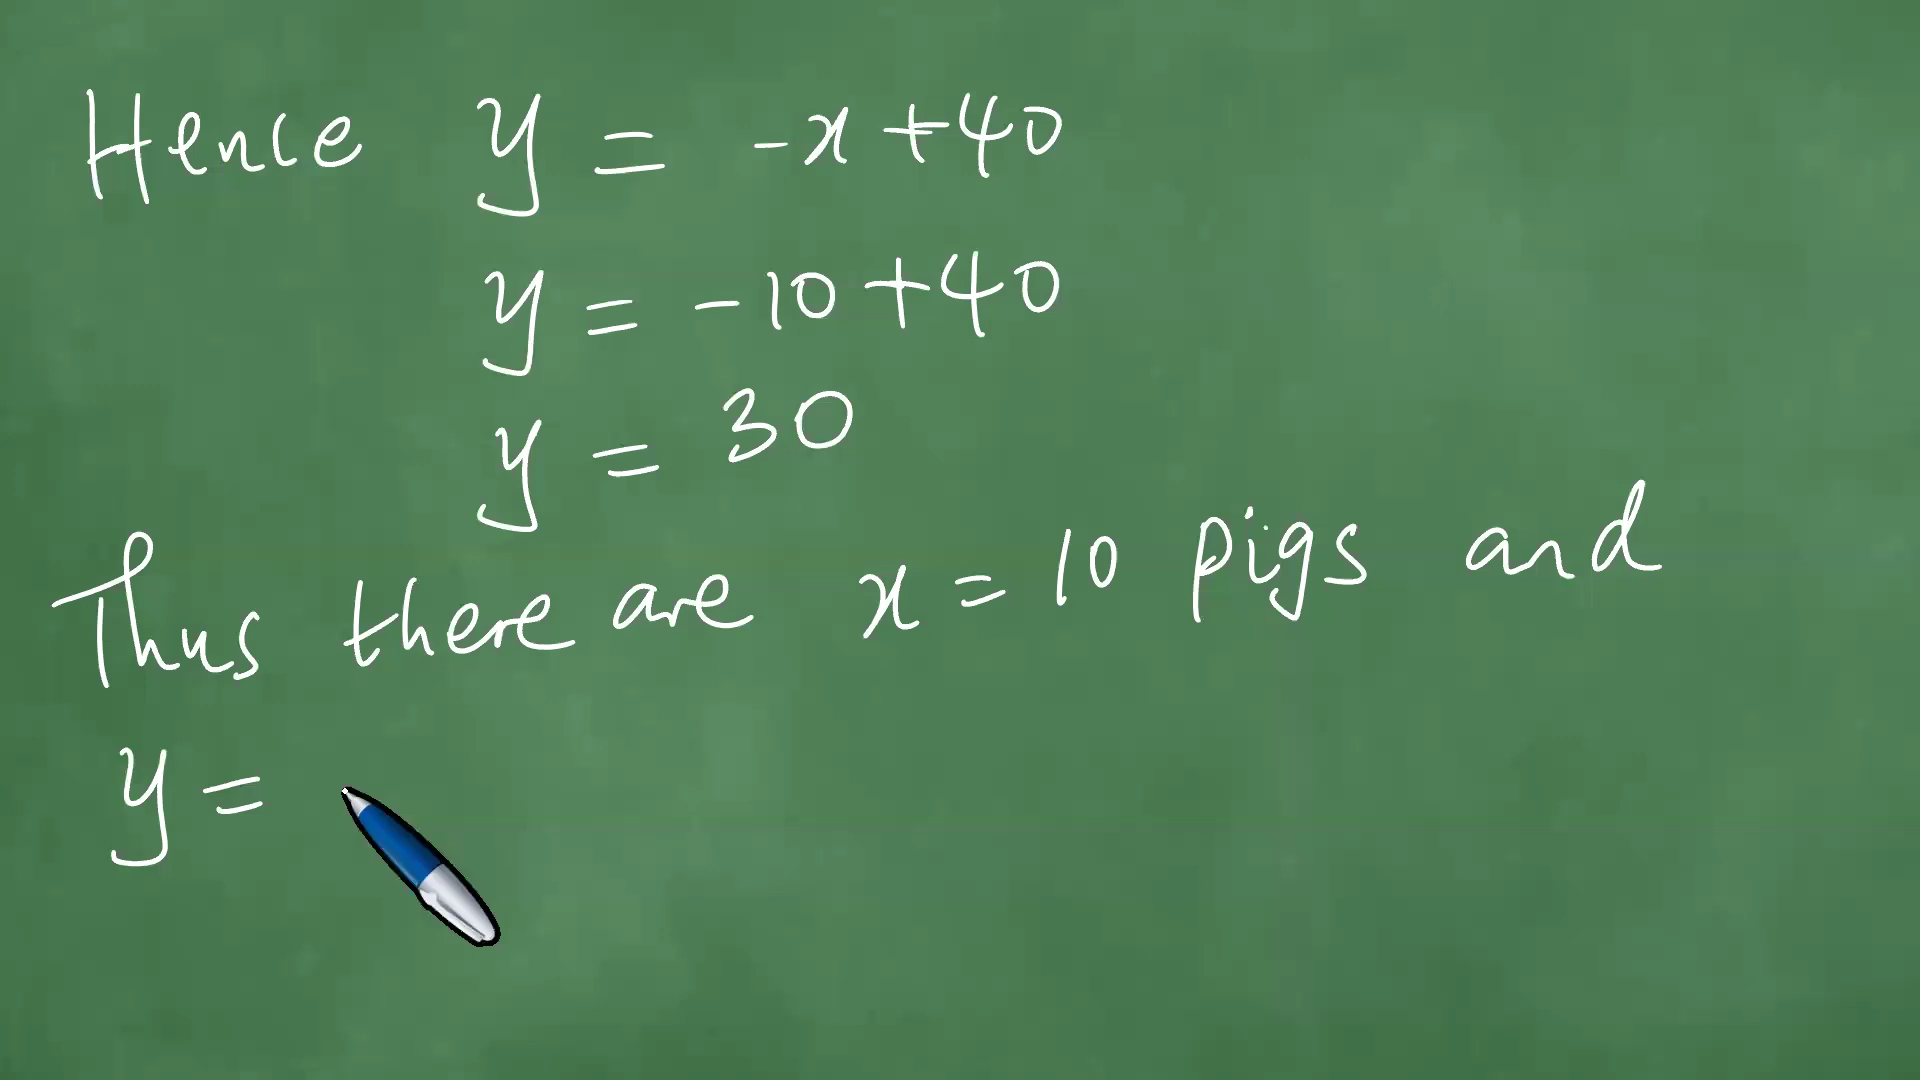 Hence y = -x+40
y = -10+40
y = 30
Thus there are x = 10 pigs and
y =